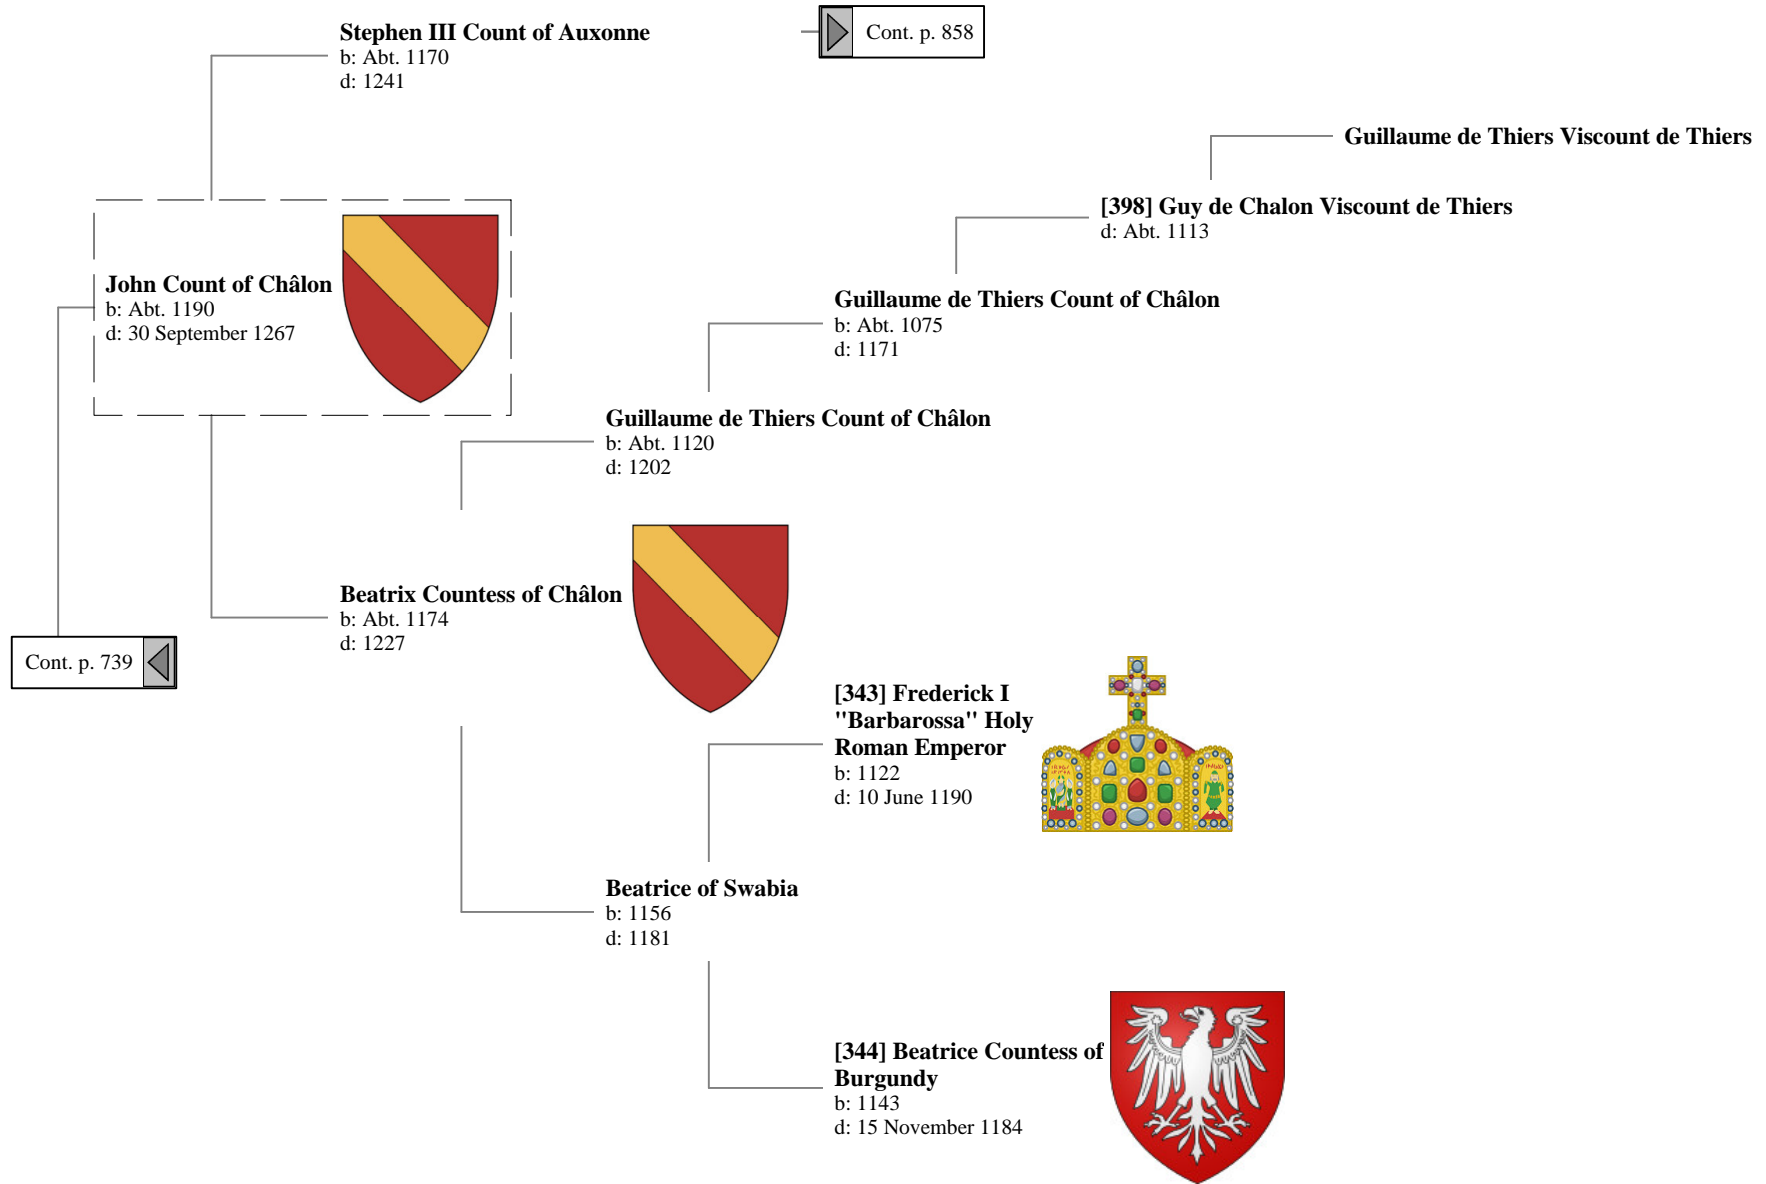 Stephen III Count of Auxonne
b: Abt. 1170
d: 1241
Cont. p. 858
Guillaume de Thiers Viscount de Thiers
[398] Guy de Chalon Viscount de Thiers
d: Abt. 1113
John Count of Châlon
b: Abt. 1190
d: 30 September 1267
Guillaume de Thiers Count of Châlon
b: Abt. 1075
d: 1171
Guillaume de Thiers Count of Châlon
b: Abt. 1120
d: 1202
Beatrix Countess of Châlon
b: Abt. 1174
d: 1227
Cont. p. 739
[343] Frederick I
"Barbarossa" Holy
Roman Emperor
b: 1122
d: 10 June 1190
Beatrice of Swabia
b: 1156
d: 1181
[344] Beatrice Countess of
Burgundy
b: 1143
d: 15 November 1184